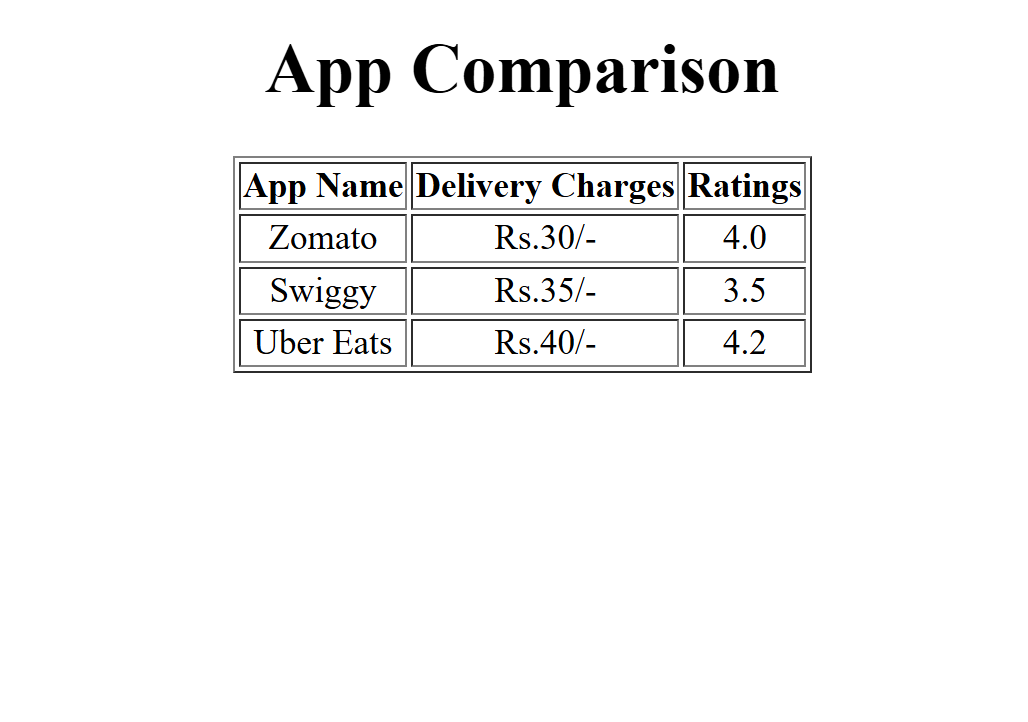 App Comparison
App Name Delivery Charges Ratings
Zomato Rs.30/- 4.0
Swiggy Rs.35/- 3.5
Uber Eats Rs.40/- 4.2